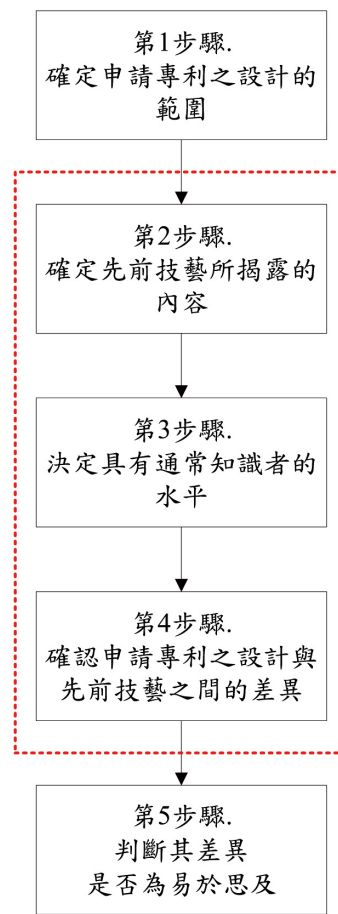 第1步驟.
確定申請專利之設計的
範圍
第2步驟.
確定先前技藝所揭露的
內容
第3步驟.
決定具有通常知識者的
水平
第4步驟.
確認申請專利之設計與
先前技藝之間的差異
第5步驟.
判斷其差異
是否為易於思及